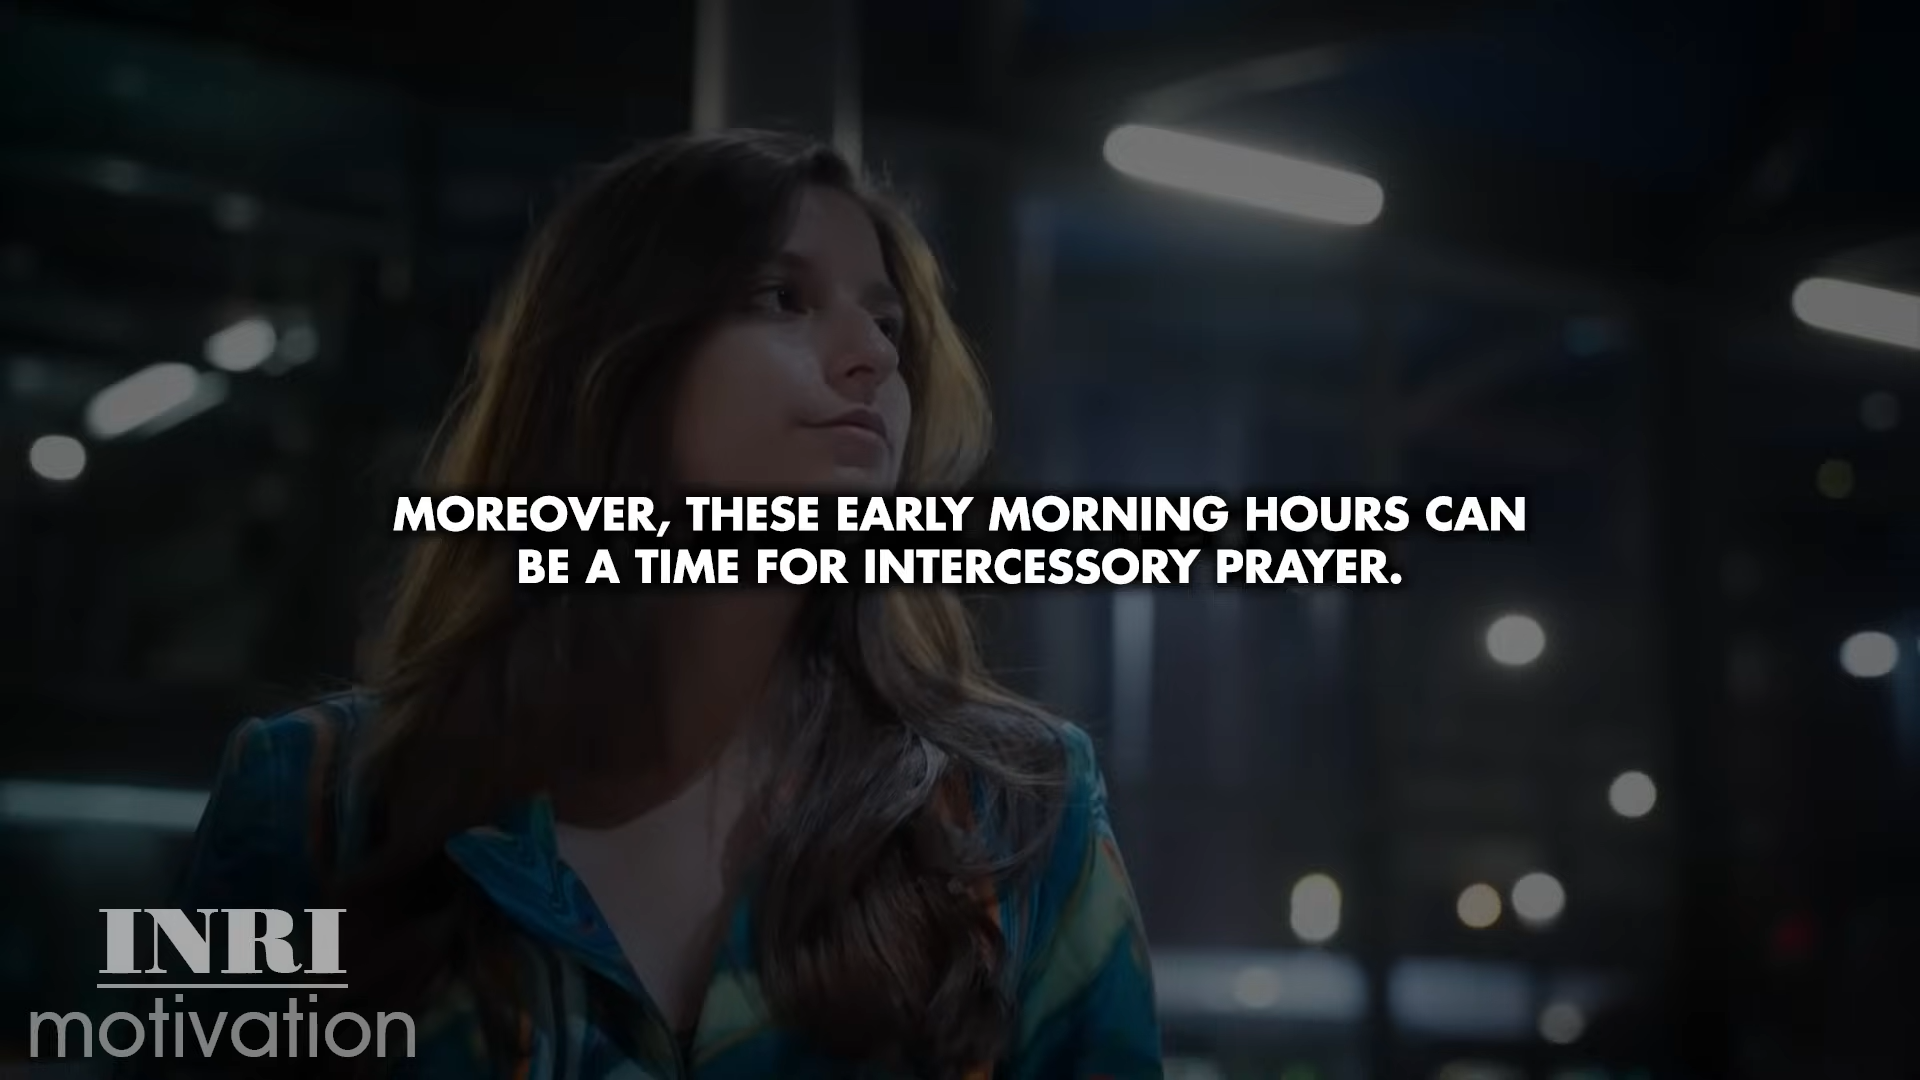 MOREOVER, THESE EARLY MORNING HOURS CAN
BE A TIME FOR INTERCESSORY PRAYER.
INRI
motivation